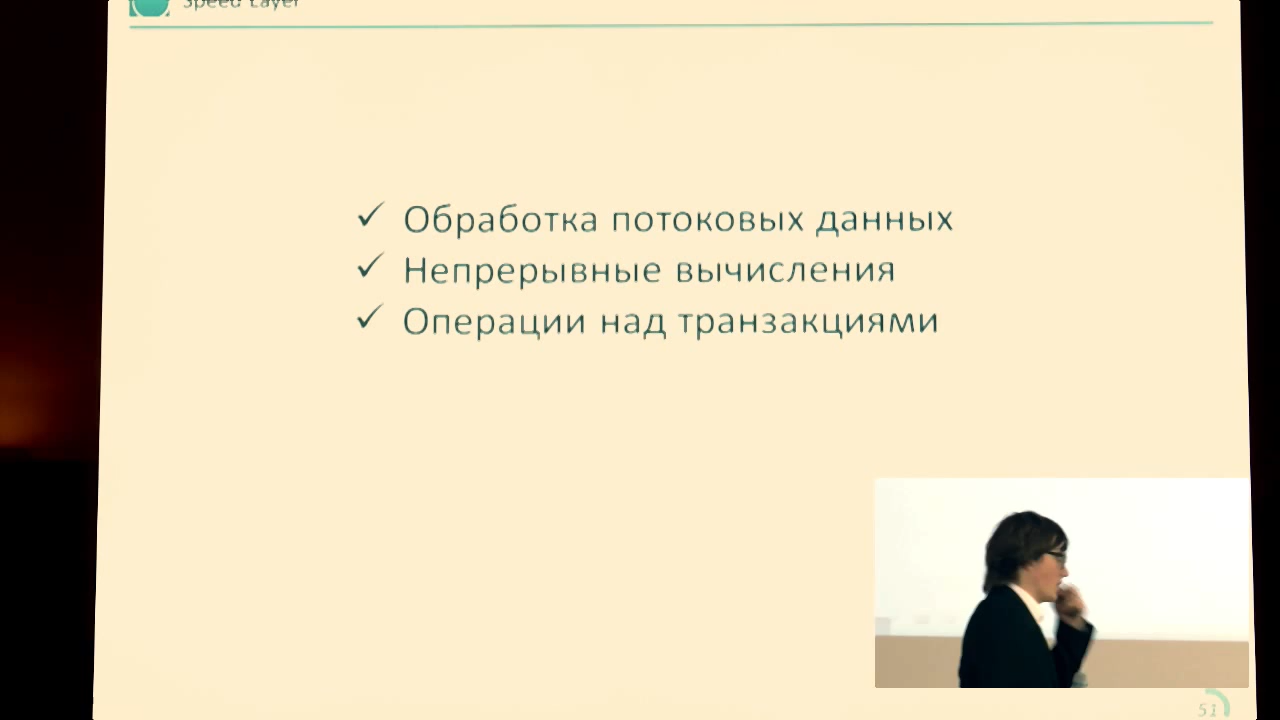 Speed Layer
Обработка потоковых данных
Непрерывные вычисления
Операции над транзакциями
51